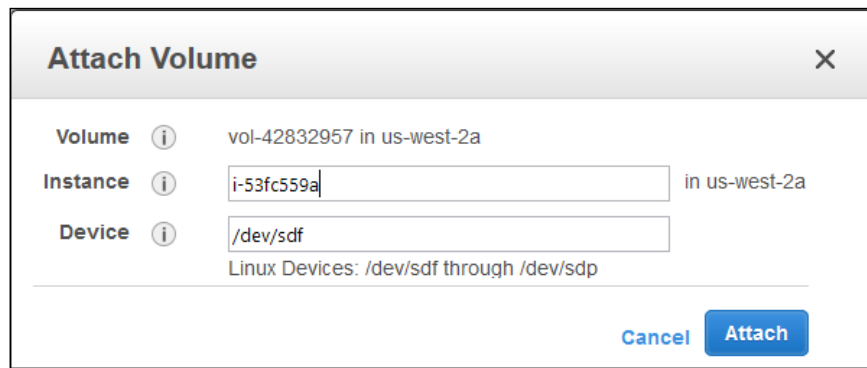 Attach Volume
Volume i vol-42832957 in us-west-2a
Instance i i-53fc559a in us-west-2a
Device i /dev/sdf
Linux Devices: /dev/sdf through /dev/sdp
Cancel Attach